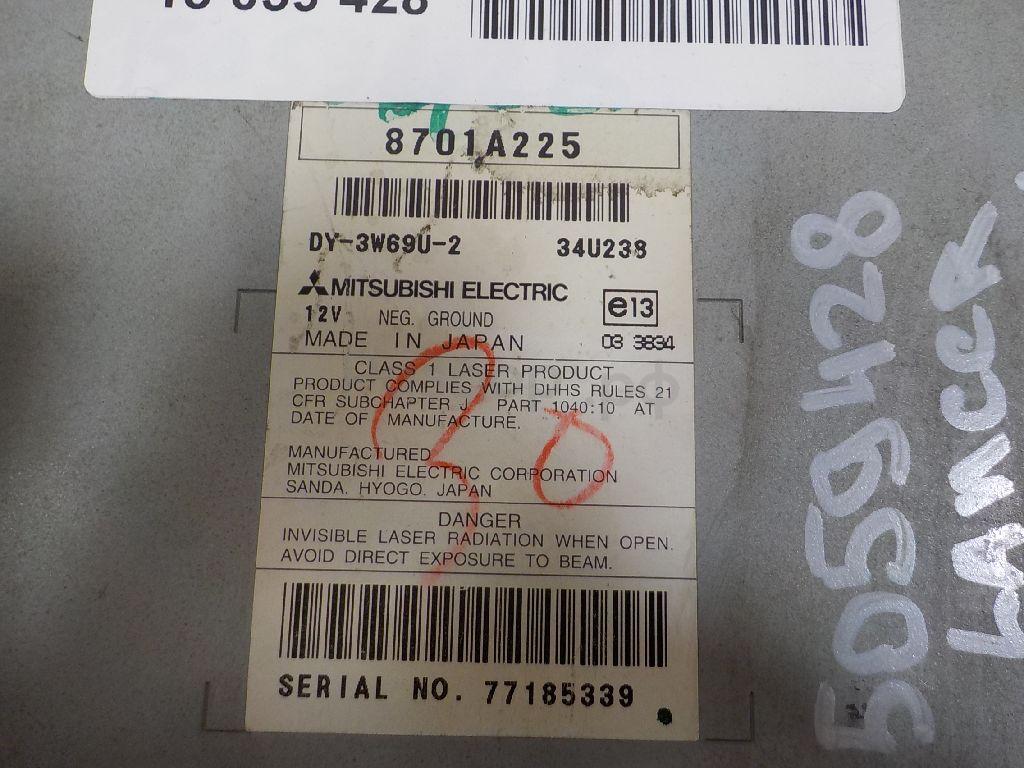 428
8701A225
DY-3W69U-2 34U238
MITSUBISHI ELECTRIC
e13
12V NEG. GROUND
MADE IN JAPAN 03 3834
CLASS 1 LASER PRODUCT
PRODUCT COMPLIES WITH DHHS RULES 21
CFR SUBCHAPTER J, PART 1040:10 AT
DATE OF MANUFACTURE.
MANUFACTURED
MITSUBISHI ELECTRIC CORPORATION
SANDA. HYOGO. JAPAN
DANGER
INVISIBLE LASER RADIATION WHEN OPEN.
AVOID DIRECT EXPOSURE TO BEAM.
SERIAL NO. 77185339
5059428